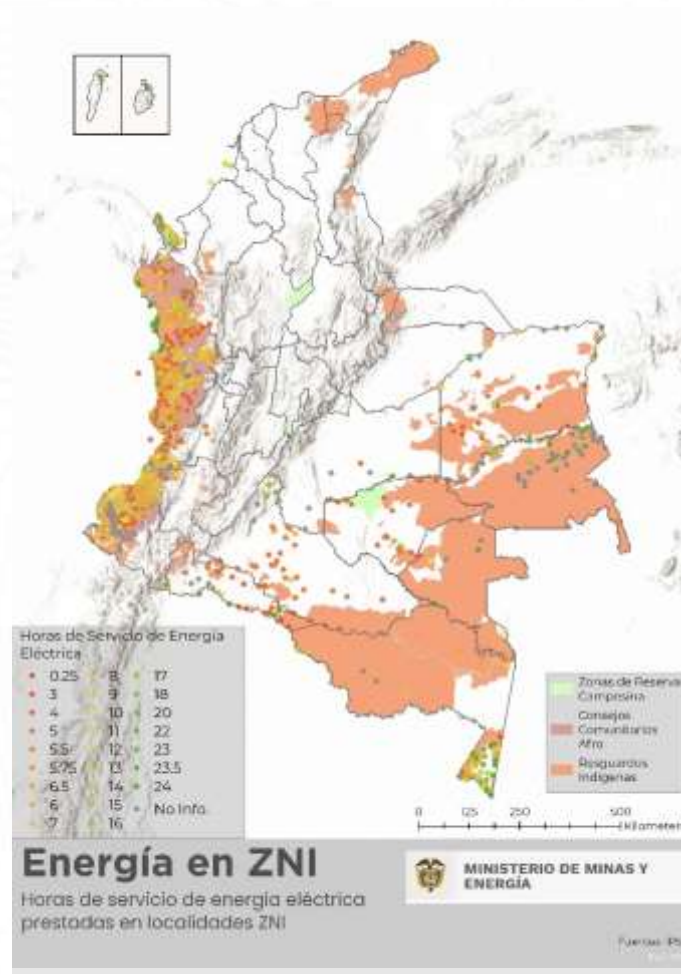 Horas de Servicio de Energía
Eléctrica
0.25
3
4
5
5.5
5.75
6.5
6
7
8
9
10
11
12
13
14
15
16
17
18
20
22
23
23.5
24
No Info.
Zonas de Reserva
Campesina
Consejos
Comunitarios
Afro
Resguardos
Indígenas
0 125 250 500
Kilometer
Energía en ZNI
Horas de servicio de energía eléctrica
prestadas en localidades ZNI
MINISTERIO DE MINAS Y
ENERGÍA